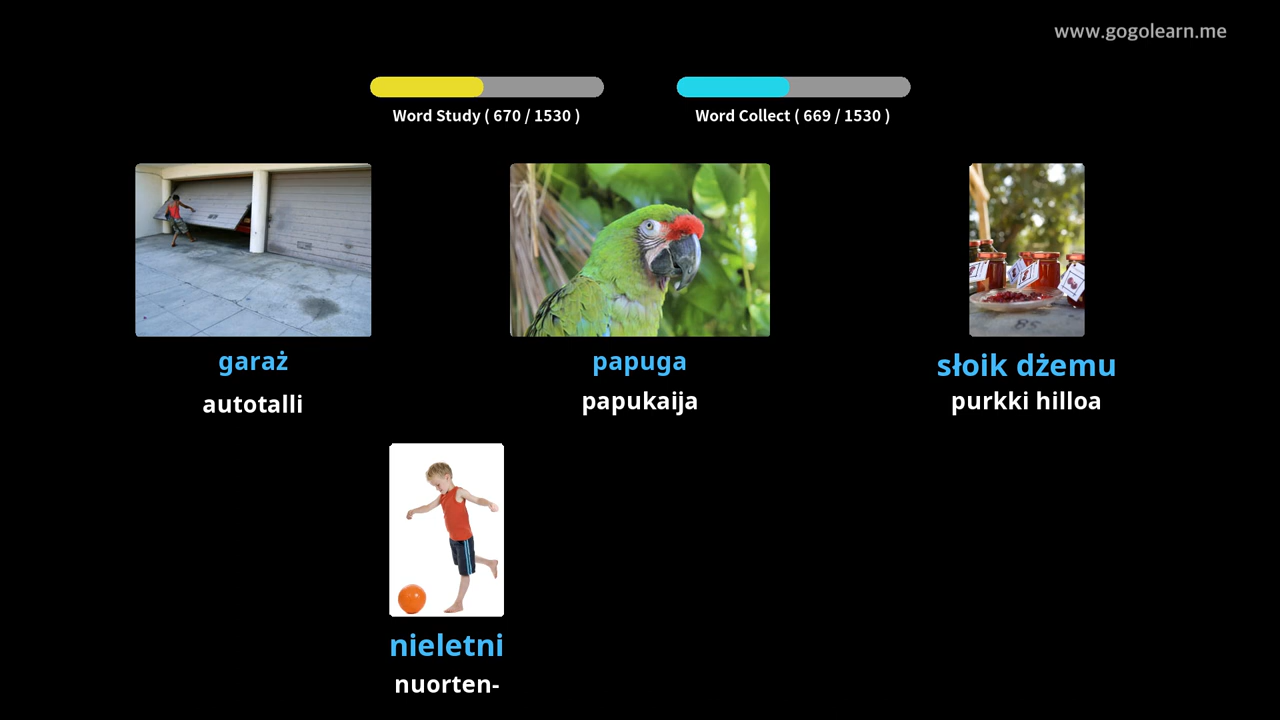 www.gogolearn.me
Word Study ( 670 / 1530 )
Word Collect ( 669 / 1530 )
garaż
autotalli
papuga
papukaija
słoik dżemu
purkki hilloa
nieletni
nuorten-